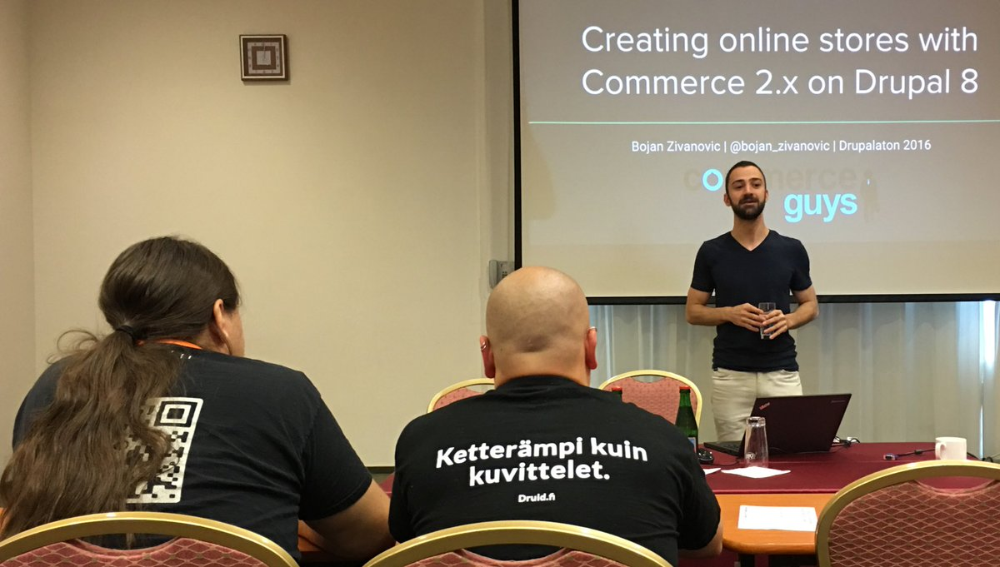 Creating online stores with
Commerce 2.x on Drupal 8
Bojan Zivanovic | @bojan_zivanovic | Drupalaton 2016
guys
Ketterämpi kuin
kuvittelet.
Druid.fi